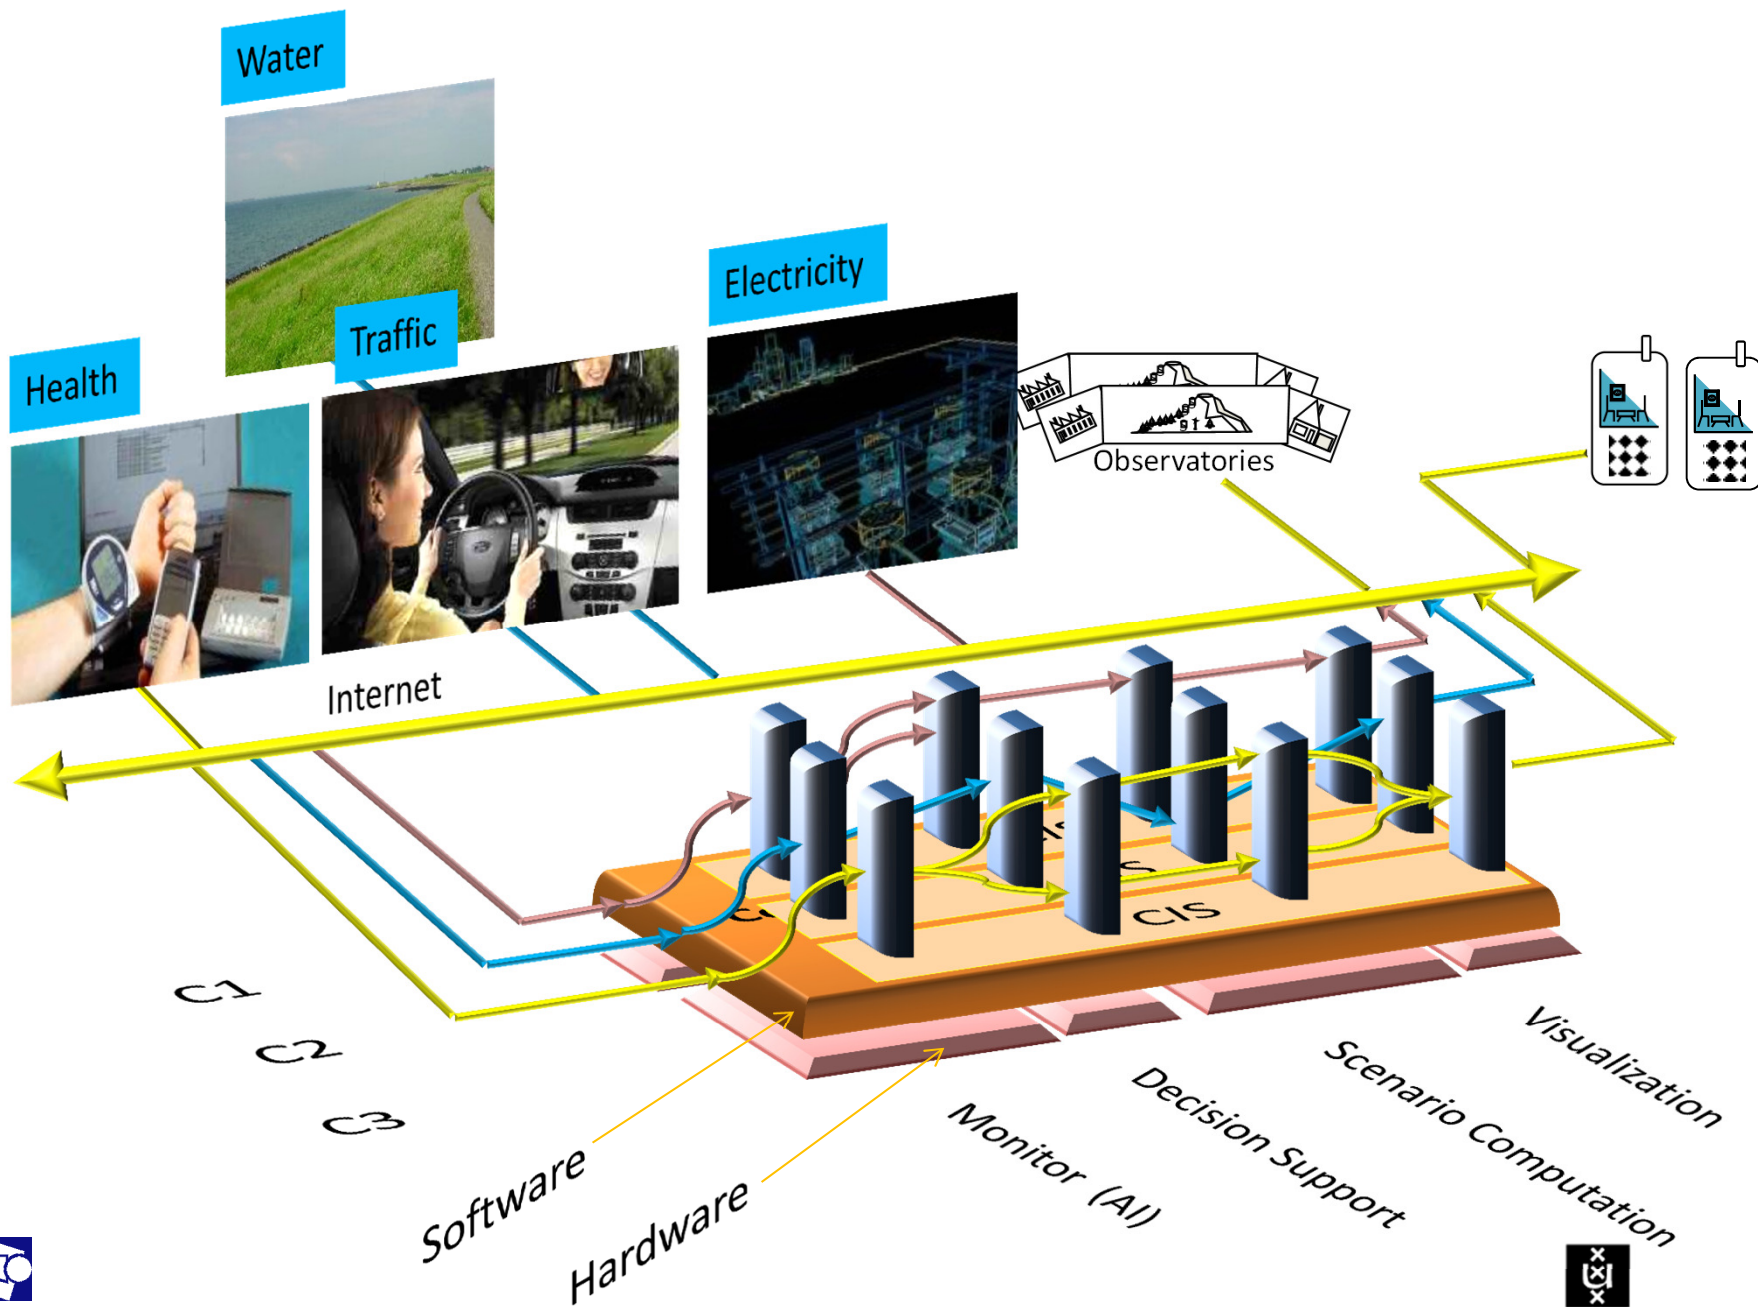 Water
Electricity
Traffic
Health
Observatories
Internet
CIS
C1
C2
C3
Software
Hardware
Monitor (AI)
Decision Support
Scenario Computation
Visualization